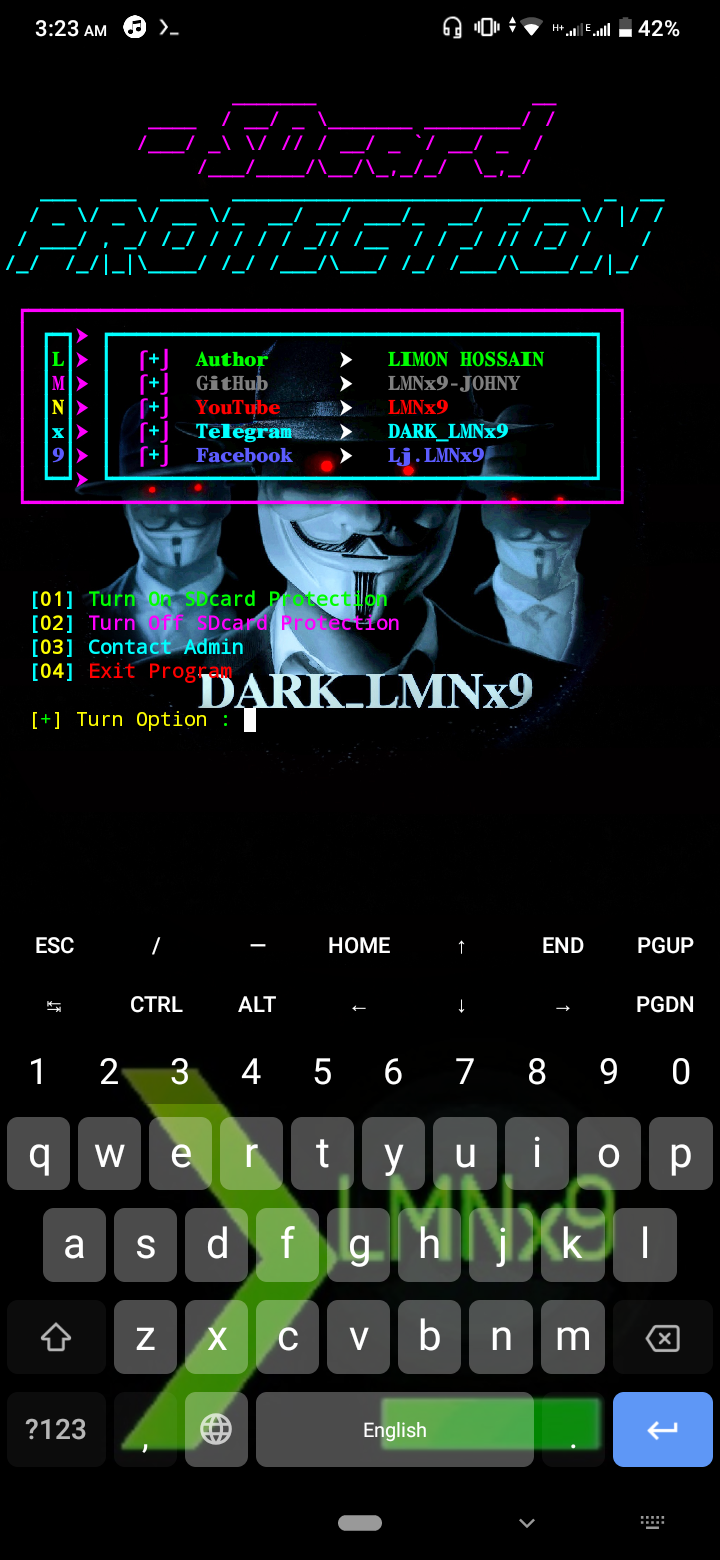 3:23 AM H+ E 42%
SDcard
PROTECTION
L [+] Author ➤ LIMON HOSSAIN
M [+] GitHub ➤ LMNx9-JOHNY
N [+] YouTube ➤ LMNx9
x [+] Telegram ➤ DARK_LMNx9
9 [+] Facebook ➤ Lj.LMNx9
[01] Turn On SDcard Protection
[02] Turn Off SDcard Protection
[03] Contact Admin
[04] Exit Program
DARK_LMNx9
[+] Turn Option :
ESC / — HOME ↑ END PGUP
↹ CTRL ALT ← ↓ → PGDN
1 2 3 4 5 6 7 8 9 0
q w e r t y u i o p
LMNx9
a s d f g h j k l
z x c v b n m
?123 , English .